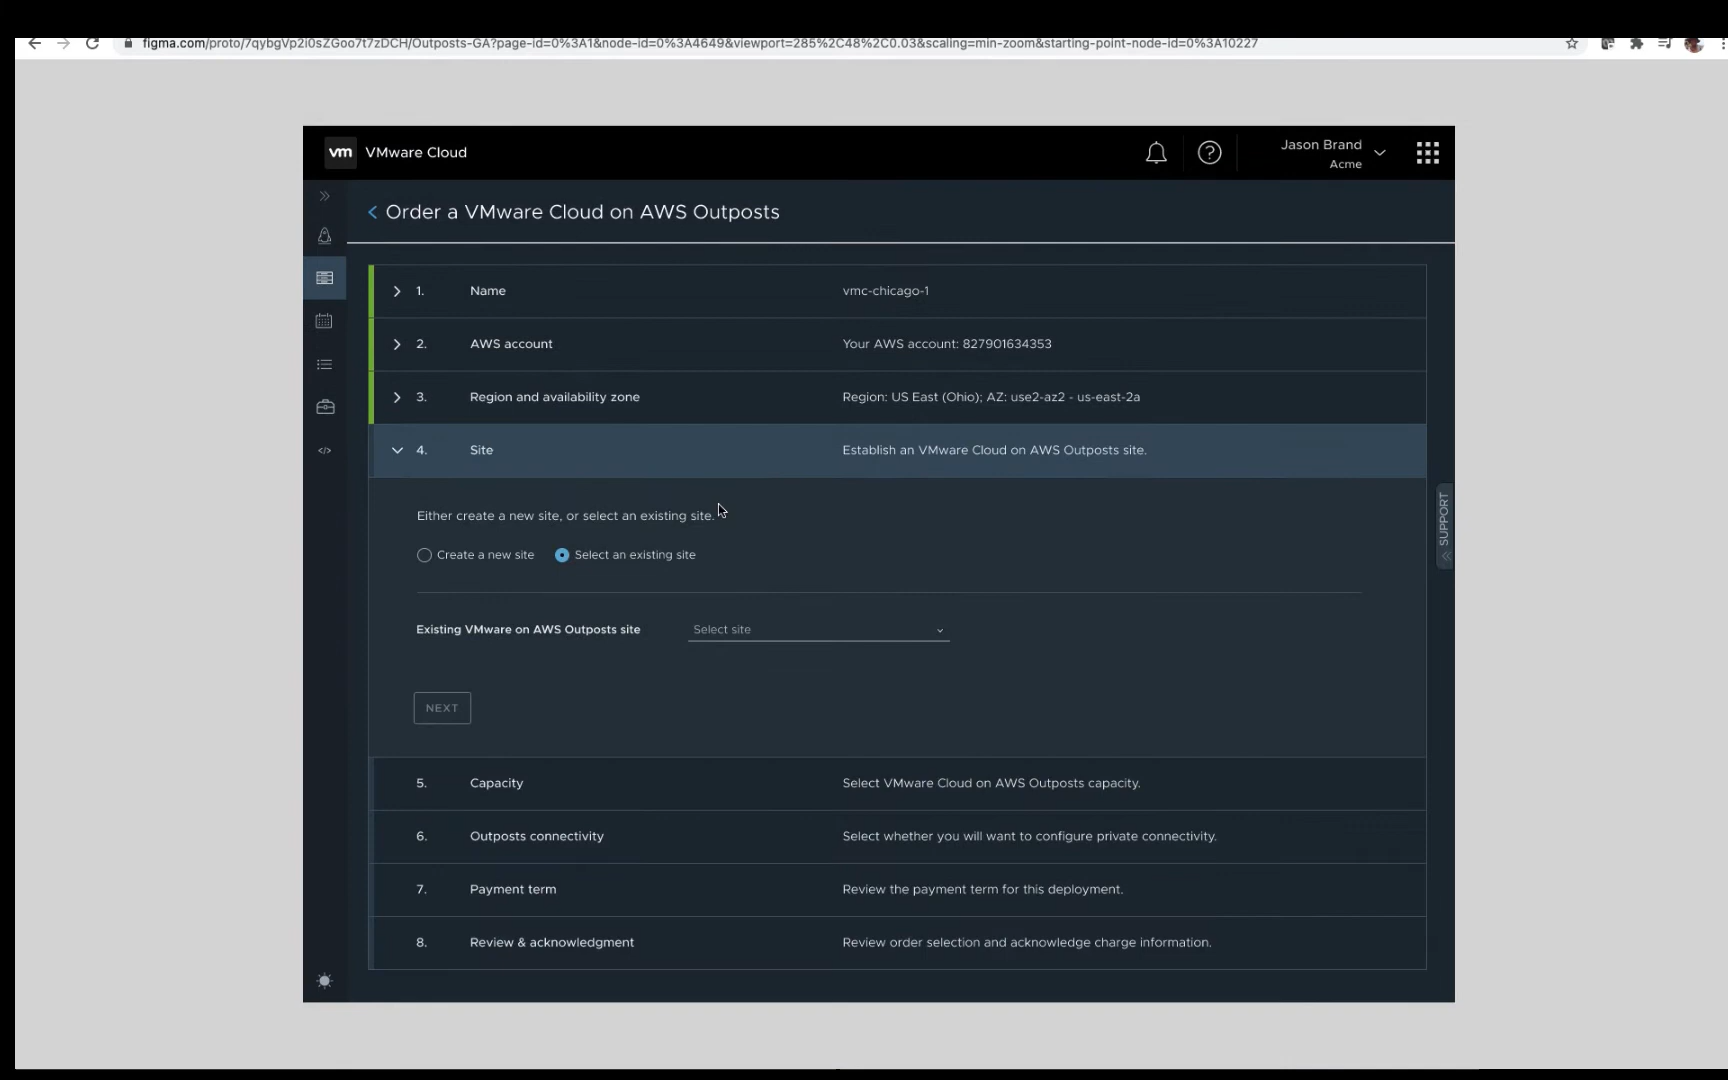 figma.com/proto/7qybgVp2i0sZGoo7t7zDCH/Outposts-GA?page-id=0%3A1&node-id=0%3A4649&viewport=285%2C48%2C0.03&scaling=min-zoom&starting-point-node-id=0%3A10227
vm VMware Cloud
Jason Brand
Acme
Order a VMware Cloud on AWS Outposts
1. Name vmc-chicago-1
2. AWS account Your AWS account: 827901634353
3. Region and availability zone Region: US East (Ohio); AZ: use2-az2 - us-east-2a
4. Site Establish an VMware Cloud on AWS Outposts site.
SUPPORT
Either create a new site, or select an existing site.
Create a new site Select an existing site
Existing VMware on AWS Outposts site Select site
NEXT
5. Capacity Select VMware Cloud on AWS Outposts capacity.
6. Outposts connectivity Select whether you will want to configure private connectivity.
7. Payment term Review the payment term for this deployment.
8. Review & acknowledgment Review order selection and acknowledge charge information.